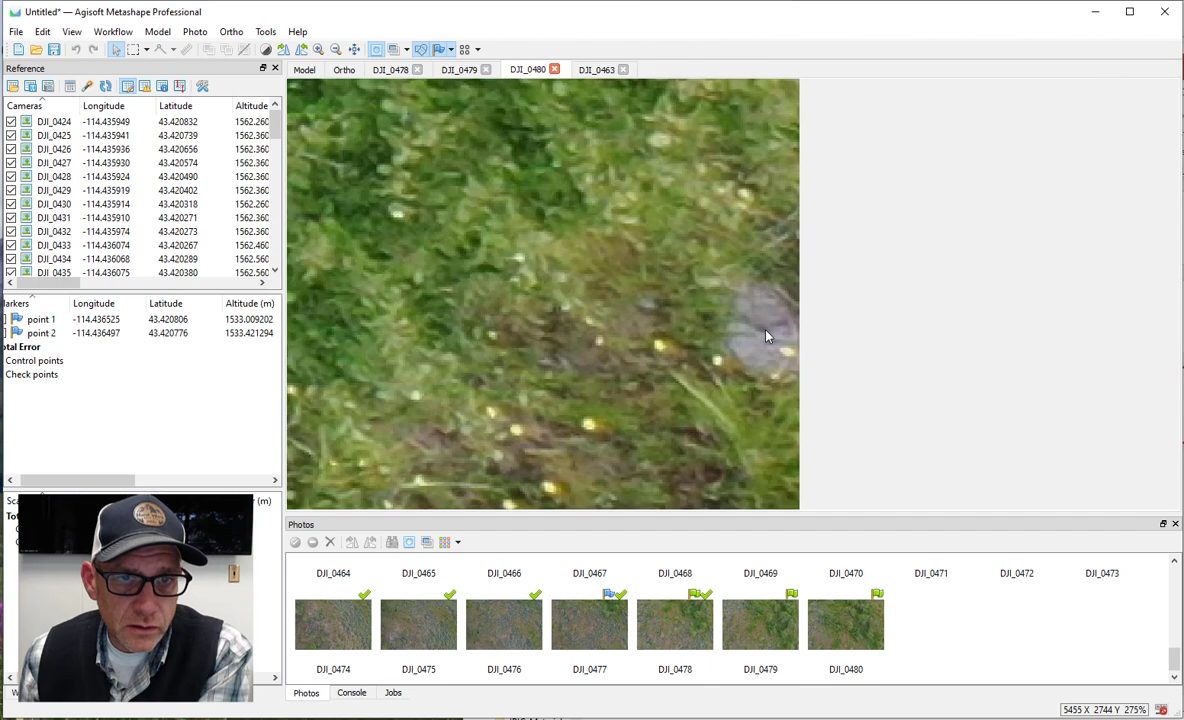 Untitled* — Agisoft Metashape Professional
File Edit View Workflow Model Photo Ortho Tools Help
Reference
Model Ortho DJI_0478 DJI_0479 DJI_0480 DJI_0463
Cameras Longitude Latitude Altitude
DJI_0424 -114.435949 43.420832 1562.260
DJI_0425 -114.435941 43.420739 1562.360
DJI_0426 -114.435936 43.420656 1562.360
DJI_0427 -114.435930 43.420574 1562.360
DJI_0428 -114.435924 43.420490 1562.360
DJI_0429 -114.435919 43.420402 1562.360
DJI_0430 -114.435914 43.420318 1562.260
DJI_0431 -114.435910 43.420271 1562.360
DJI_0432 -114.435974 43.420273 1562.360
DJI_0433 -114.436074 43.420267 1562.460
DJI_0434 -114.436068 43.420289 1562.560
DJI_0435 -114.436075 43.420380 1562.560
arkers Longitude Latitude Altitude (m)
point 1 -114.436525 43.420806 1533.009202
point 2 -114.436497 43.420776 1533.421294
otal Error
Control points
Check points
Sca (m)
Tot
Photos
DJI_0464 DJI_0465 DJI_0466 DJI_0467 DJI_0468 DJI_0469 DJI_0470 DJI_0471 DJI_0472 DJI_0473
DJI_0474 DJI_0475 DJI_0476 DJI_0477 DJI_0478 DJI_0479 DJI_0480
W
Photos Console Jobs
5455 X 2744 Y 275%